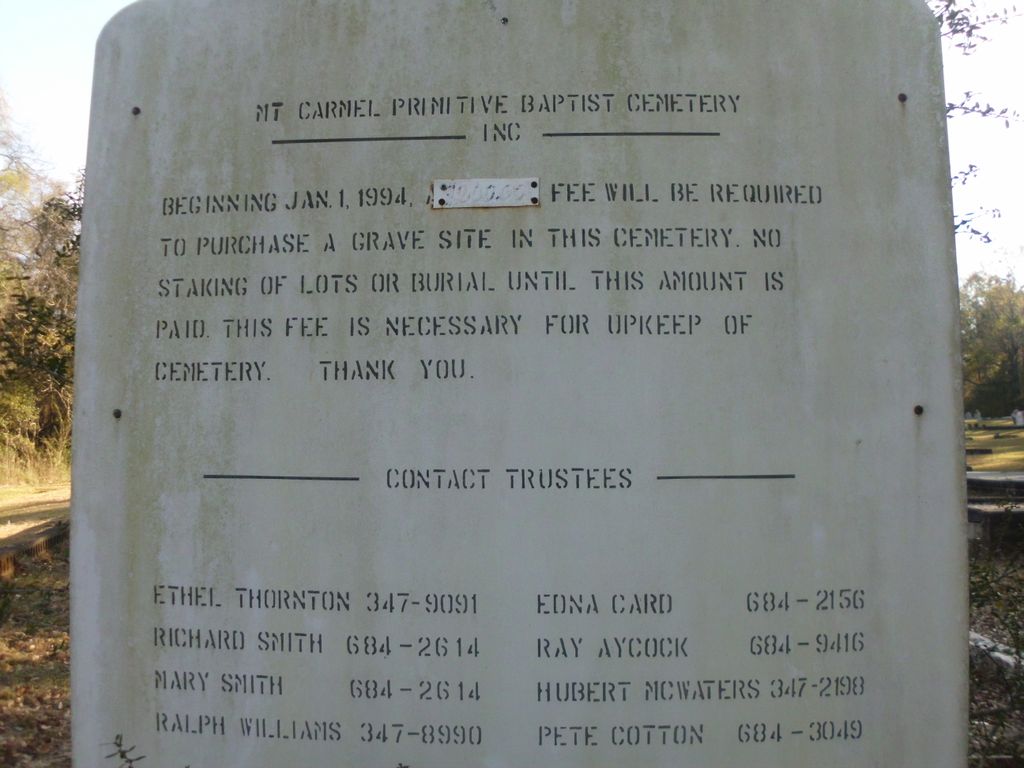 MT CARMEL PRIMITIVE BAPTIST CEMETERY
INC
BEGINNING JAN. 1, 1994, FEE WILL BE REQUIRED
TO PURCHASE A GRAVE SITE IN THIS CEMETERY. NO
STAKING OF LOTS OR BURIAL UNTIL THIS AMOUNT IS
PAID. THIS FEE IS NECESSARY FOR UPKEEP OF
CEMETERY. THANK YOU.
CONTACT TRUSTEES
ETHEL THORNTON 347-9091 EDNA CARD 684-2156
RICHARD SMITH 684-2614 RAY AYCOCK 684-9416
MARY SMITH 684-2614 HUBERT MCWATERS 347-2198
RALPH WILLIAMS 347-8990 PETE COTTON 684-3049